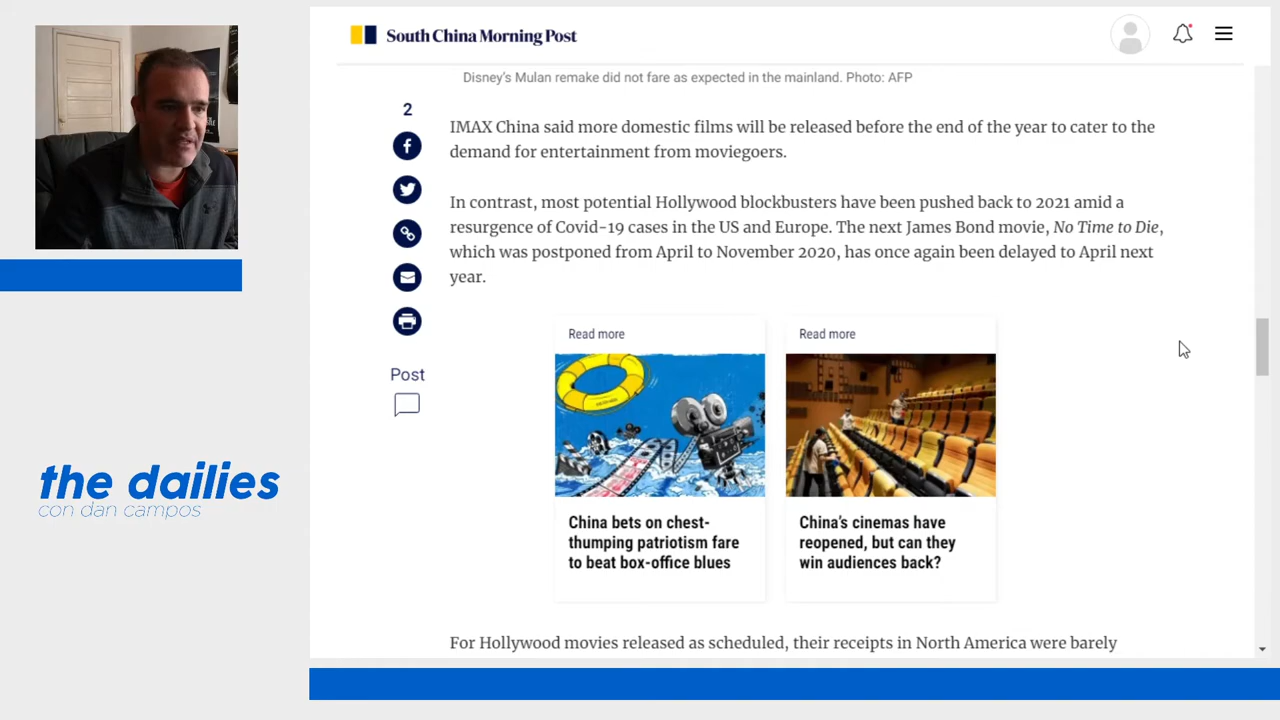 South China Morning Post
Disney's Mulan remake did not fare as expected in the mainland. Photo: AFP
2
IMAX China said more domestic films will be released before the end of the year to cater to the
demand for entertainment from moviegoers.
In contrast, most potential Hollywood blockbusters have been pushed back to 2021 amid a
resurgence of Covid-19 cases in the US and Europe. The next James Bond movie, No Time to Die,
which was postponed from April to November 2020, has once again been delayed to April next
year.
Post
Read more
China bets on chest-
thumping patriotism fare
to beat box-office blues
Read more
China's cinemas have
reopened, but can they
win audiences back?
For Hollywood movies released as scheduled, their receipts in North America were barely
the dailies
con dan campos